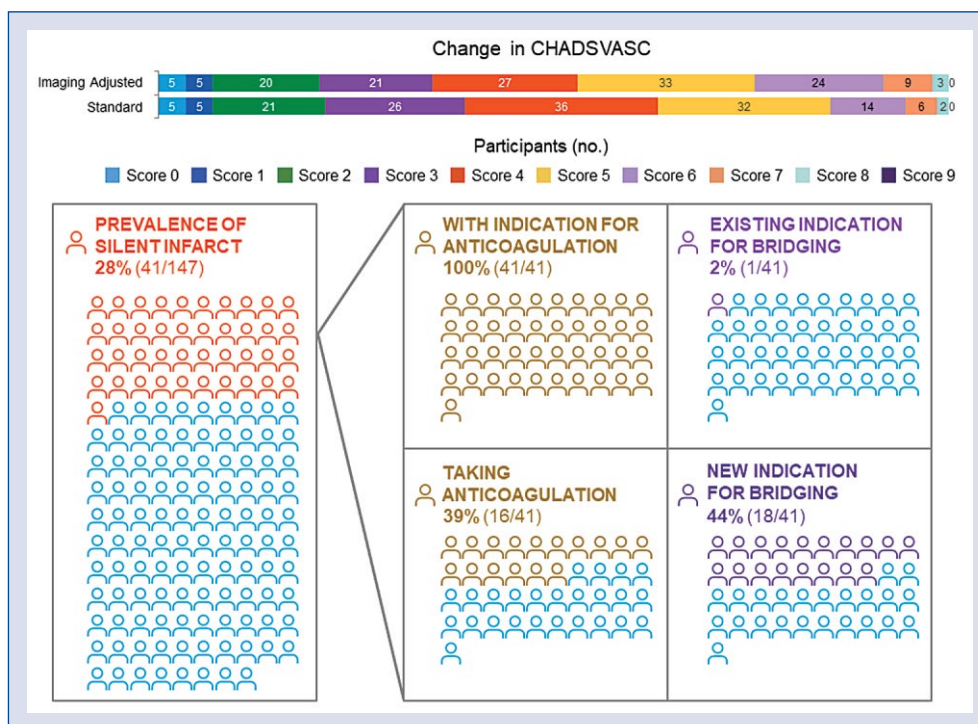 Change in CHADSVASC
Imaging Adjusted 5 5 20 21 27 33 24 9 3 0
Standard 5 5 21 26 36 32 14 6 2 0
Participants (no.)
Score 0 Score 1 Score 2 Score 3 Score 4 Score 5 Score 6 Score 7 Score 8 Score 9
PREVALENCE OF
SILENT INFARCT
28% (41/147)
WITH INDICATION FOR
ANTICOAGULATION
100% (41/41)
EXISTING INDICATION
FOR BRIDGING
2% (1/41)
TAKING
ANTICOAGULATION
39% (16/41)
NEW INDICATION
FOR BRIDGING
44% (18/41)